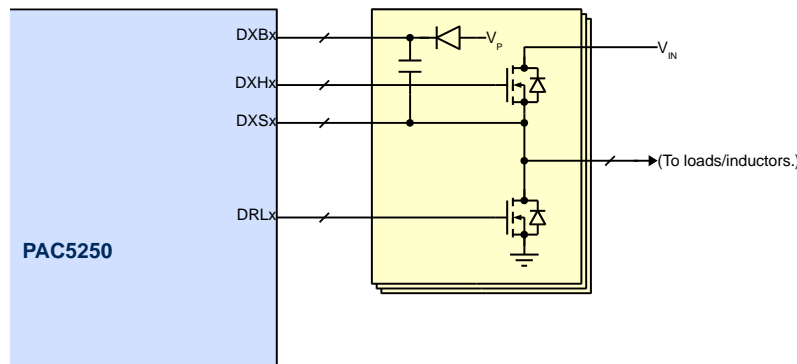 DXBx
V_P
V_IN
DXHx
DXSx
(To loads/inductors.)
DRLx
PAC5250